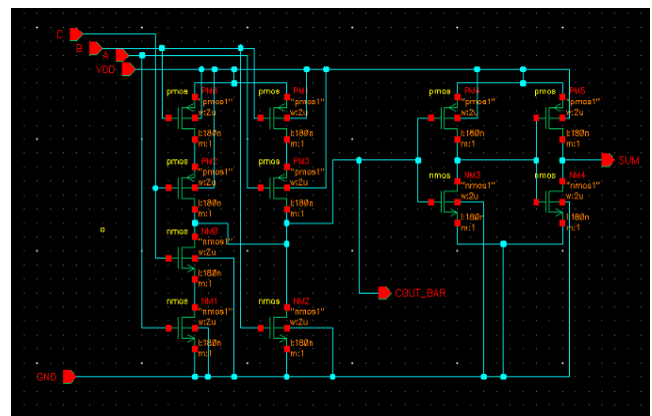 C
B
A
VDD
pmos
"pmos1"
w:2u
l:180n
m:1
pmos
PM
"pmos1"
w:2u
l:180n
m:1
pmos
PM4
"pmos1"
w:2u
l:180n
m:1
pmos
PM5
"pmos1"
w:2u
l:180n
m:1
pmos
PM2
"pmos1"
w:2u
l:180n
m:1
pmos
PM3
"pmos1"
w:2u
l:180n
m:1
nmos
NM3
"nmos1"
w:2u
l:180n
m:1
nmos
NM4
"nmos1"
w:2u
l:180n
m:1
SUM
nmos
"nmos1"
w:2u
l:180n
m:1
COUT_BAR
nmos
NM1
"nmos1"
w:2u
l:180n
m:1
nmos
NM2
"nmos1"
w:2u
l:180n
m:1
GND